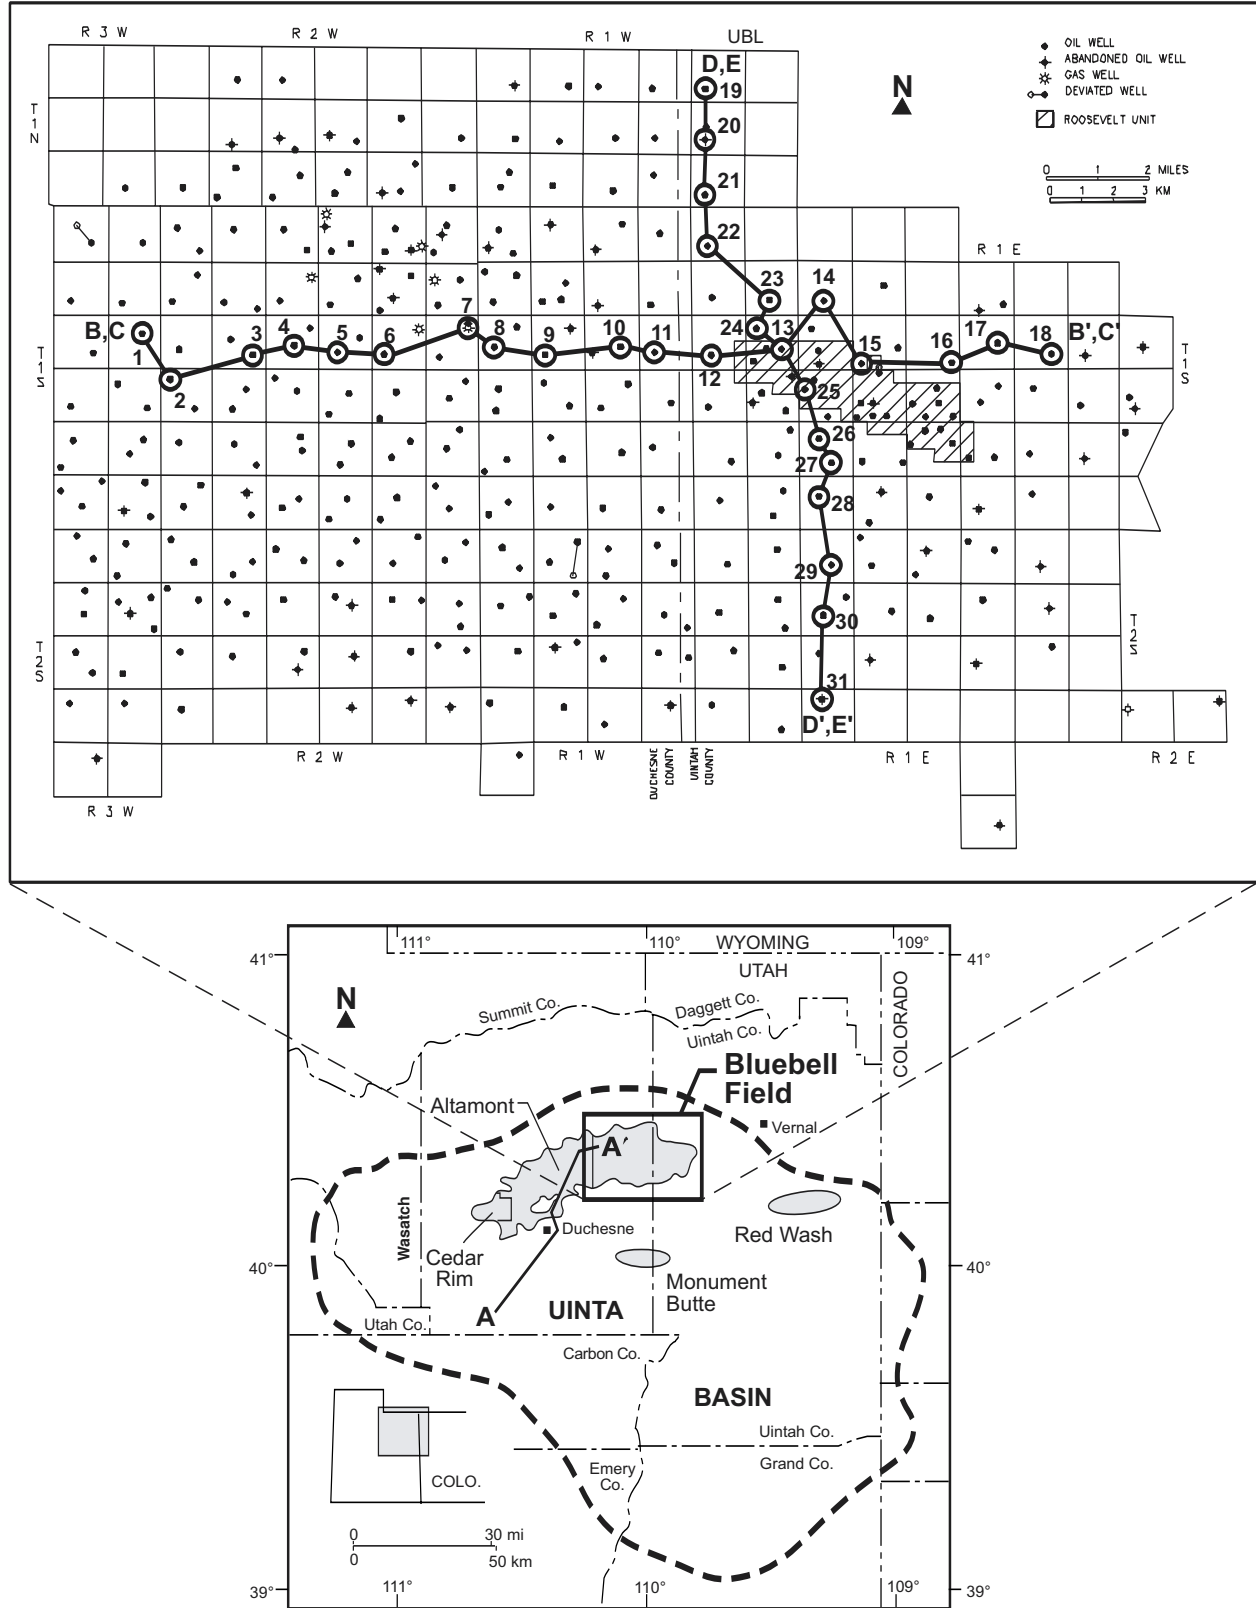 R 3 W
R 2 W
R 1 W
UBL
OIL WELL
ABANDONED OIL WELL
GAS WELL
DEVIATED WELL
ROOSEVELT UNIT
0 1 2 MILES
0 1 2 3 KM
N
D,E
19
20
21
22
23
24
T1N
R 1 E
B,C
1
2
3
4
5
6
7
8
9
10
11
12
13
14
15
16
17
18
B',C'
T1S
T1S
25
26
27
28
29
30
31
D',E'
T2S
T2S
R 3 W
R 2 W
R 1 W
DUCHESNE COUNTY
UINTAH COUNTY
R 1 E
R 2 E
111°
110°
109°
WYOMING
41°
41°
UTAH
COLORADO
N
Summit Co.
Daggett Co.
Uintah Co.
Bluebell
Field
Altamont
Vernal
A'
Wasatch
Duchesne
Red Wash
Cedar
Rim
40°
40°
Monument
Butte
A
UINTA
Utah Co.
Carbon Co.
BASIN
Uintah Co.
Grand Co.
Emery
Co.
COLO.
0 30 mi
0 50 km
39°
39°
111°
110°
109°